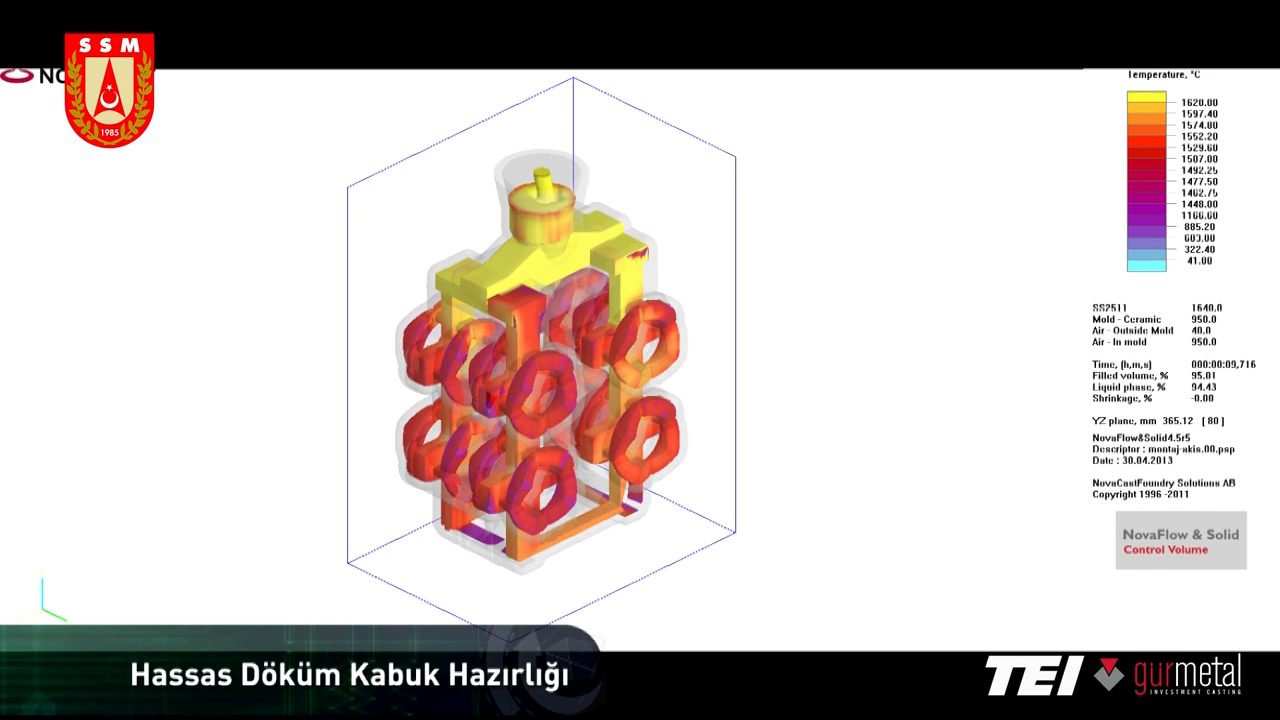 SSM
1985
NO
Temperature, °C
1620.00
1597.40
1574.80
1552.20
1529.60
1507.00
1492.25
1477.50
1462.75
1448.00
1166.60
885.20
603.00
322.40
41.00
SS2511 1640.0
Mold - Ceramic 950.0
Air - Outside Mold 40.0
Air - In mold 950.0
Time, (h,m,s) 000:00:09,716
Filled volume, % 95.01
Liquid phase, % 94.43
Shrinkage, % -0.00
YZ plane, mm 365.12 [ 80 ]
NovaFlow&Solid4.5r5
Descriptor : montaj-akis.00.psp
Date : 30.04.2013
NovaCastFoundry Solutions AB
Copyright 1996 -2011
NovaFlow & Solid
Control Volume
Hassas Döküm Kabuk Hazırlığı
TEI
gürmetal
INVESTMENT CASTING